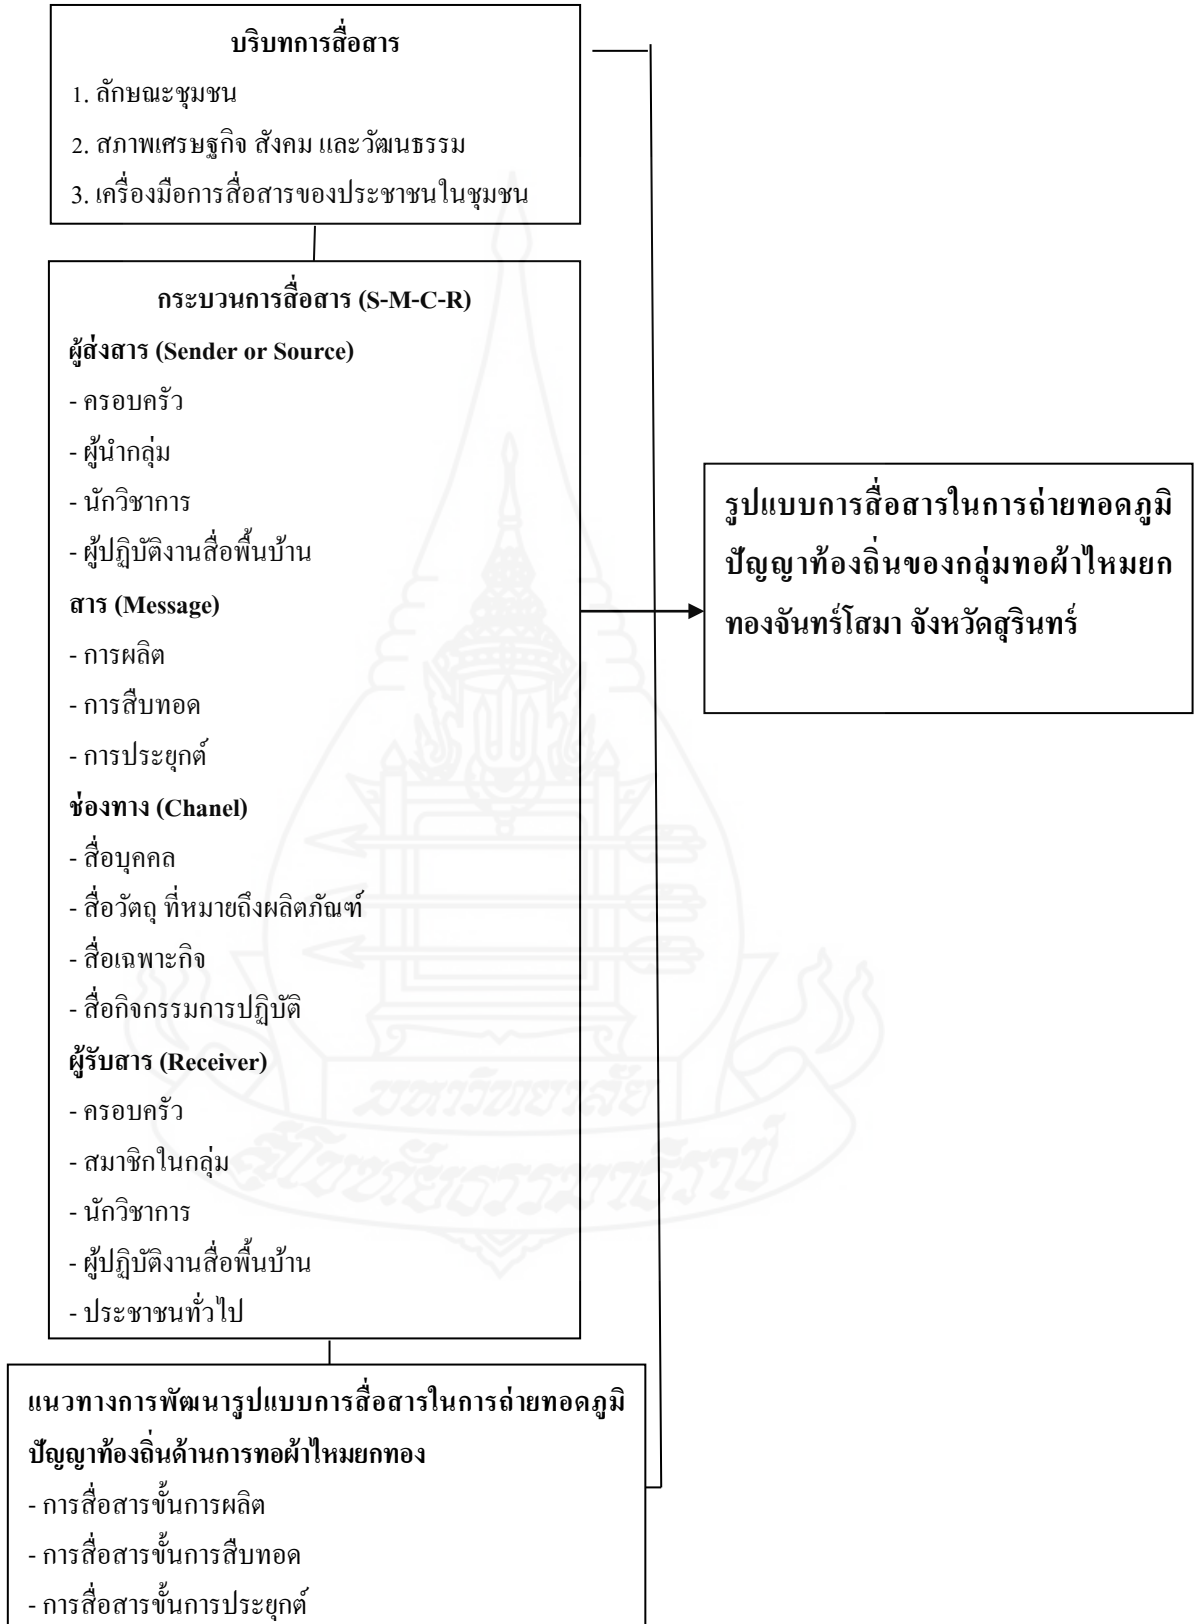 บริบทการสื่อสาร
1. ลักษณะชุมชน
2. สภาพเศรษฐกิจ สังคม และวัฒนธรรม
3. เครื่องมือการสื่อสารของประชาชนในชุมชน
กระบวนการสื่อสาร (S-M-C-R)
ผู้ส่งสาร (Sender or Source)
- ครอบครัว
- ผู้นำกลุ่ม
- นักวิชาการ
- ผู้ปฏิบัติงานสื่อพื้นบ้าน
สาร (Message)
- การผลิต
- การสืบทอด
- การประยุกต์
ช่องทาง (Chanel)
- สื่อบุคคล
- สื่อวัตถุ ที่หมายถึงผลิตภัณฑ์
- สื่อเฉพาะกิจ
- สื่อกิจกรรมการปฏิบัติ
ผู้รับสาร (Receiver)
- ครอบครัว
- สมาชิกในกลุ่ม
- นักวิชาการ
- ผู้ปฏิบัติงานสื่อพื้นบ้าน
- ประชาชนทั่วไป
รูปแบบการสื่อสารในการถ่ายทอดภูมิ
ปัญญาท้องถิ่นของกลุ่มทอผ้าไหมยก
ทองจันทร์โสมา จังหวัดสุรินทร์
แนวทางการพัฒนารูปแบบการสื่อสารในการถ่ายทอดภูมิ
ปัญญาท้องถิ่นด้านการทอผ้าไหมยกทอง
- การสื่อสารขั้นการผลิต
- การสื่อสารขั้นการสืบทอด
- การสื่อสารขั้นการประยุกต์
มหาวิทยาลัย
สุโขทัยธรรมาธิราช